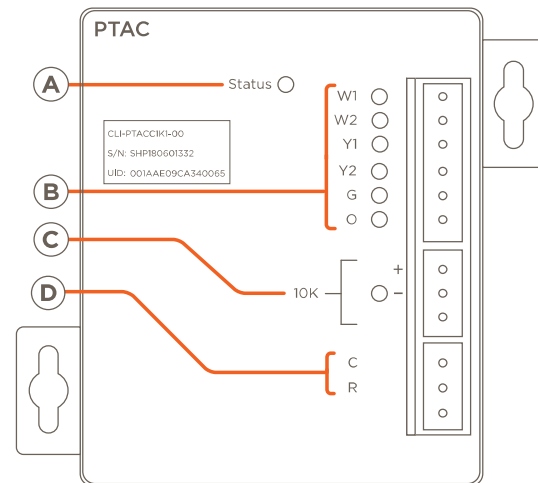 PTAC
A
Status
W1
W2
CLI-PTACC1K1-00
Y1
S/N: SHP180601332
UID: 001AAE09CA340065
Y2
B
G
O
C
+
D
10K
−
C
R